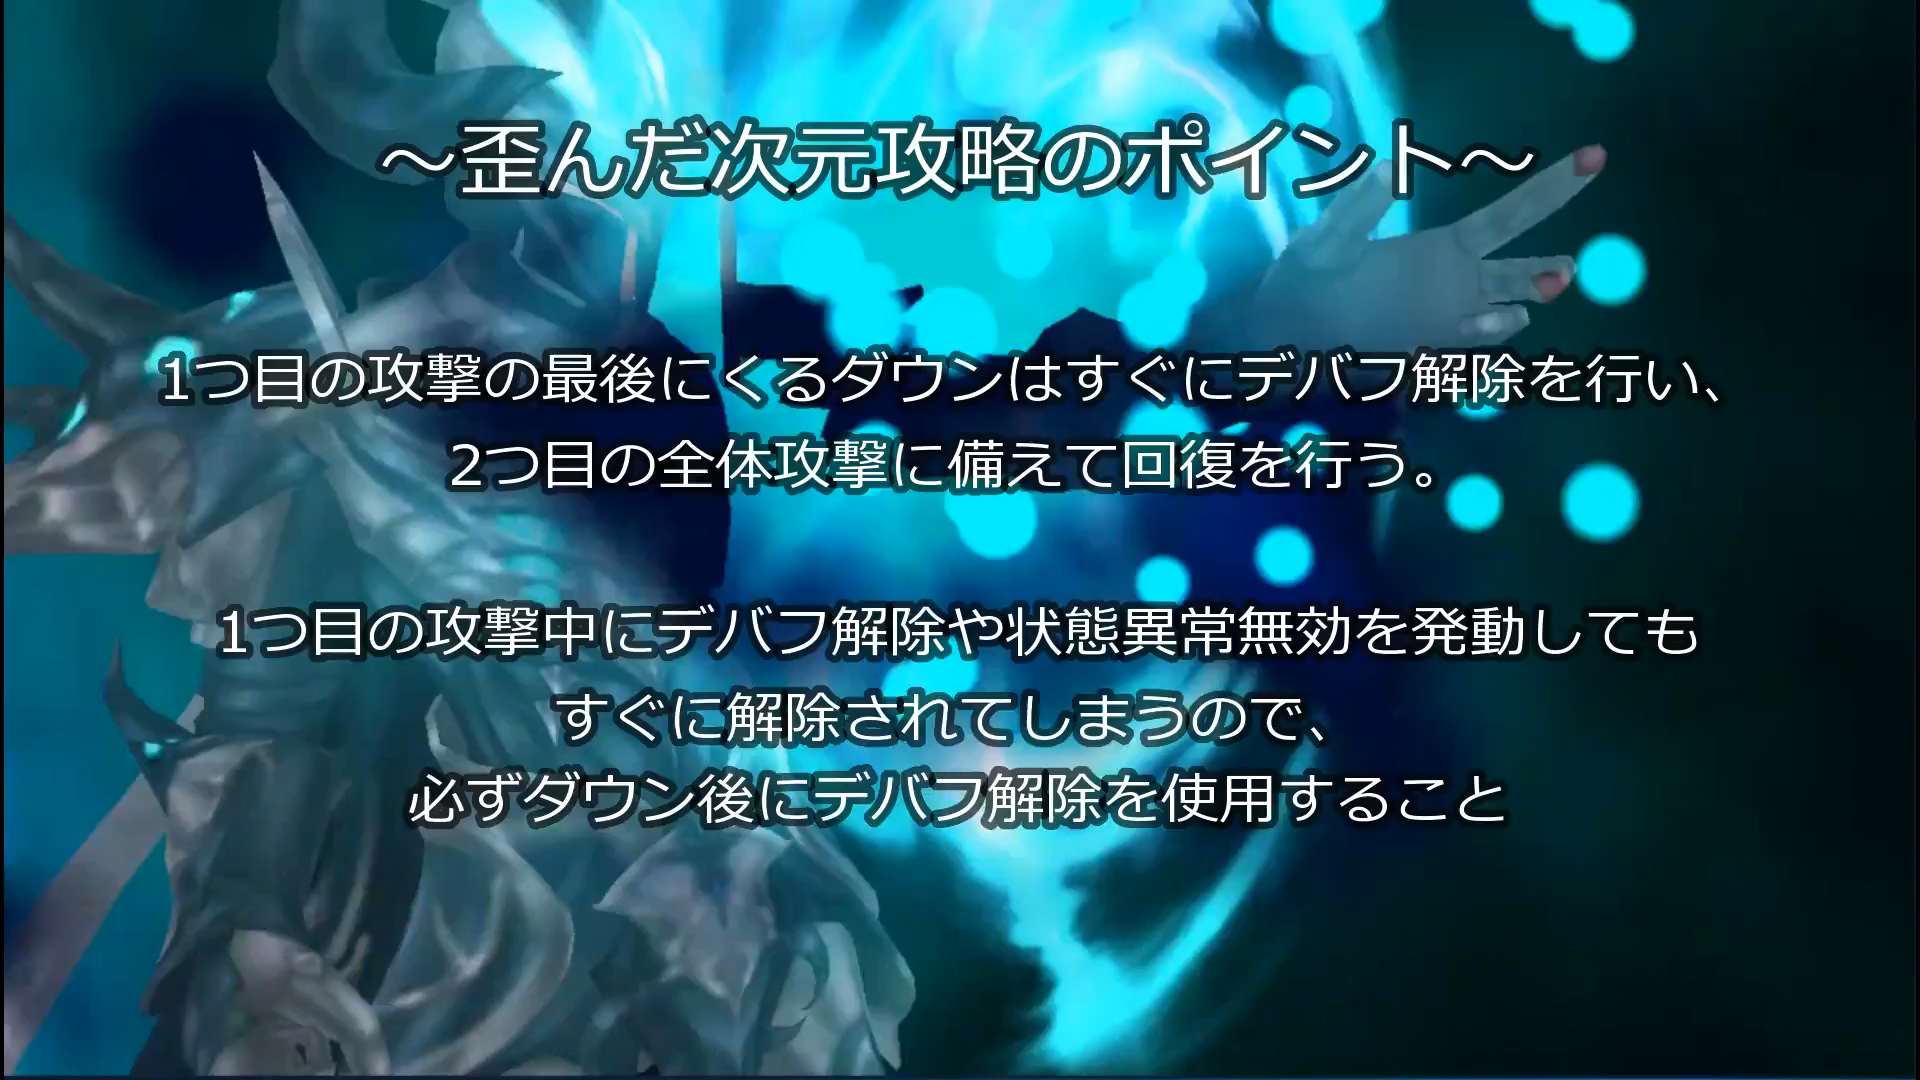 ～歪んだ次元攻略のポイント～
1つ目の攻撃の最後にくるダウンはすぐにデバフ解除を行い、
2つ目の全体攻撃に備えて回復を行う。
1つ目の攻撃中にデバフ解除や状態異常無効を発動しても
すぐに解除されてしまうので、
必ずダウン後にデバフ解除を使用すること